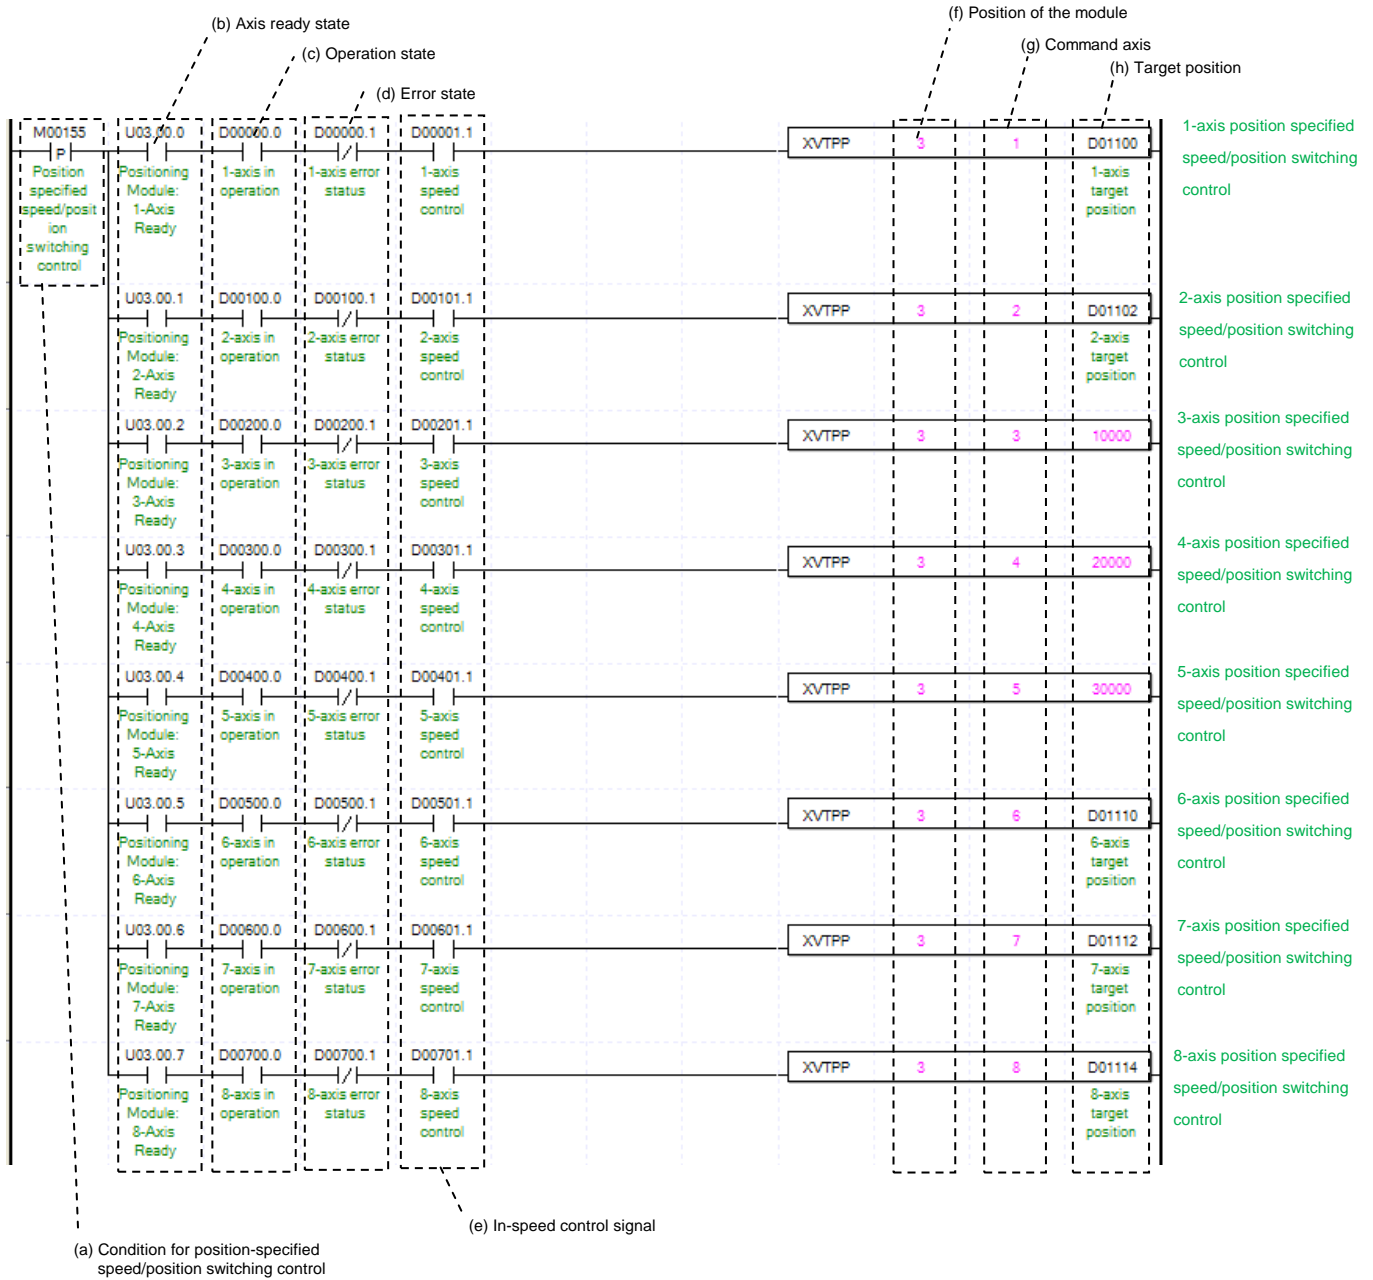 (b) Axis ready state
(c) Operation state
(d) Error state
(f) Position of the module
(g) Command axis
(h) Target position
M00155 U03.00.0 D00000.0 D00000.1 D00001.1
P
XVTPP 3 1 D01100
Position
specified
speed/posit
ion
switching
control
Positioning
Module:
1-Axis
Ready
1-axis in
operation
1-axis error
status
1-axis
speed
control
1-axis
target
position
1-axis position specified
speed/position switching
control
U03.00.1 D00100.0 D00100.1 D00101.1
XVTPP 3 2 D01102
Positioning
Module:
2-Axis
Ready
2-axis in
operation
2-axis error
status
2-axis
speed
control
2-axis
target
position
2-axis position specified
speed/position switching
control
U03.00.2 D00200.0 D00200.1 D00201.1
XVTPP 3 3 10000
Positioning
Module:
3-Axis
Ready
3-axis in
operation
3-axis error
status
3-axis
speed
control
3-axis position specified
speed/position switching
control
U03.00.3 D00300.0 D00300.1 D00301.1
XVTPP 3 4 20000
Positioning
Module:
4-Axis
Ready
4-axis in
operation
4-axis error
status
4-axis
speed
control
4-axis position specified
speed/position switching
control
U03.00.4 D00400.0 D00400.1 D00401.1
XVTPP 3 5 30000
Positioning
Module:
5-Axis
Ready
5-axis in
operation
5-axis error
status
5-axis
speed
control
5-axis position specified
speed/position switching
control
U03.00.5 D00500.0 D00500.1 D00501.1
XVTPP 3 6 D01110
Positioning
Module:
6-Axis
Ready
6-axis in
operation
6-axis error
status
6-axis
speed
control
6-axis
target
position
6-axis position specified
speed/position switching
control
U03.00.6 D00600.0 D00600.1 D00601.1
XVTPP 3 7 D01112
Positioning
Module:
7-Axis
Ready
7-axis in
operation
7-axis error
status
7-axis
speed
control
7-axis
target
position
7-axis position specified
speed/position switching
control
U03.00.7 D00700.0 D00700.1 D00701.1
XVTPP 3 8 D01114
Positioning
Module:
8-Axis
Ready
8-axis in
operation
8-axis error
status
8-axis
speed
control
8-axis
target
position
8-axis position specified
speed/position switching
control
(e) In-speed control signal
(a) Condition for position-specified
speed/position switching control